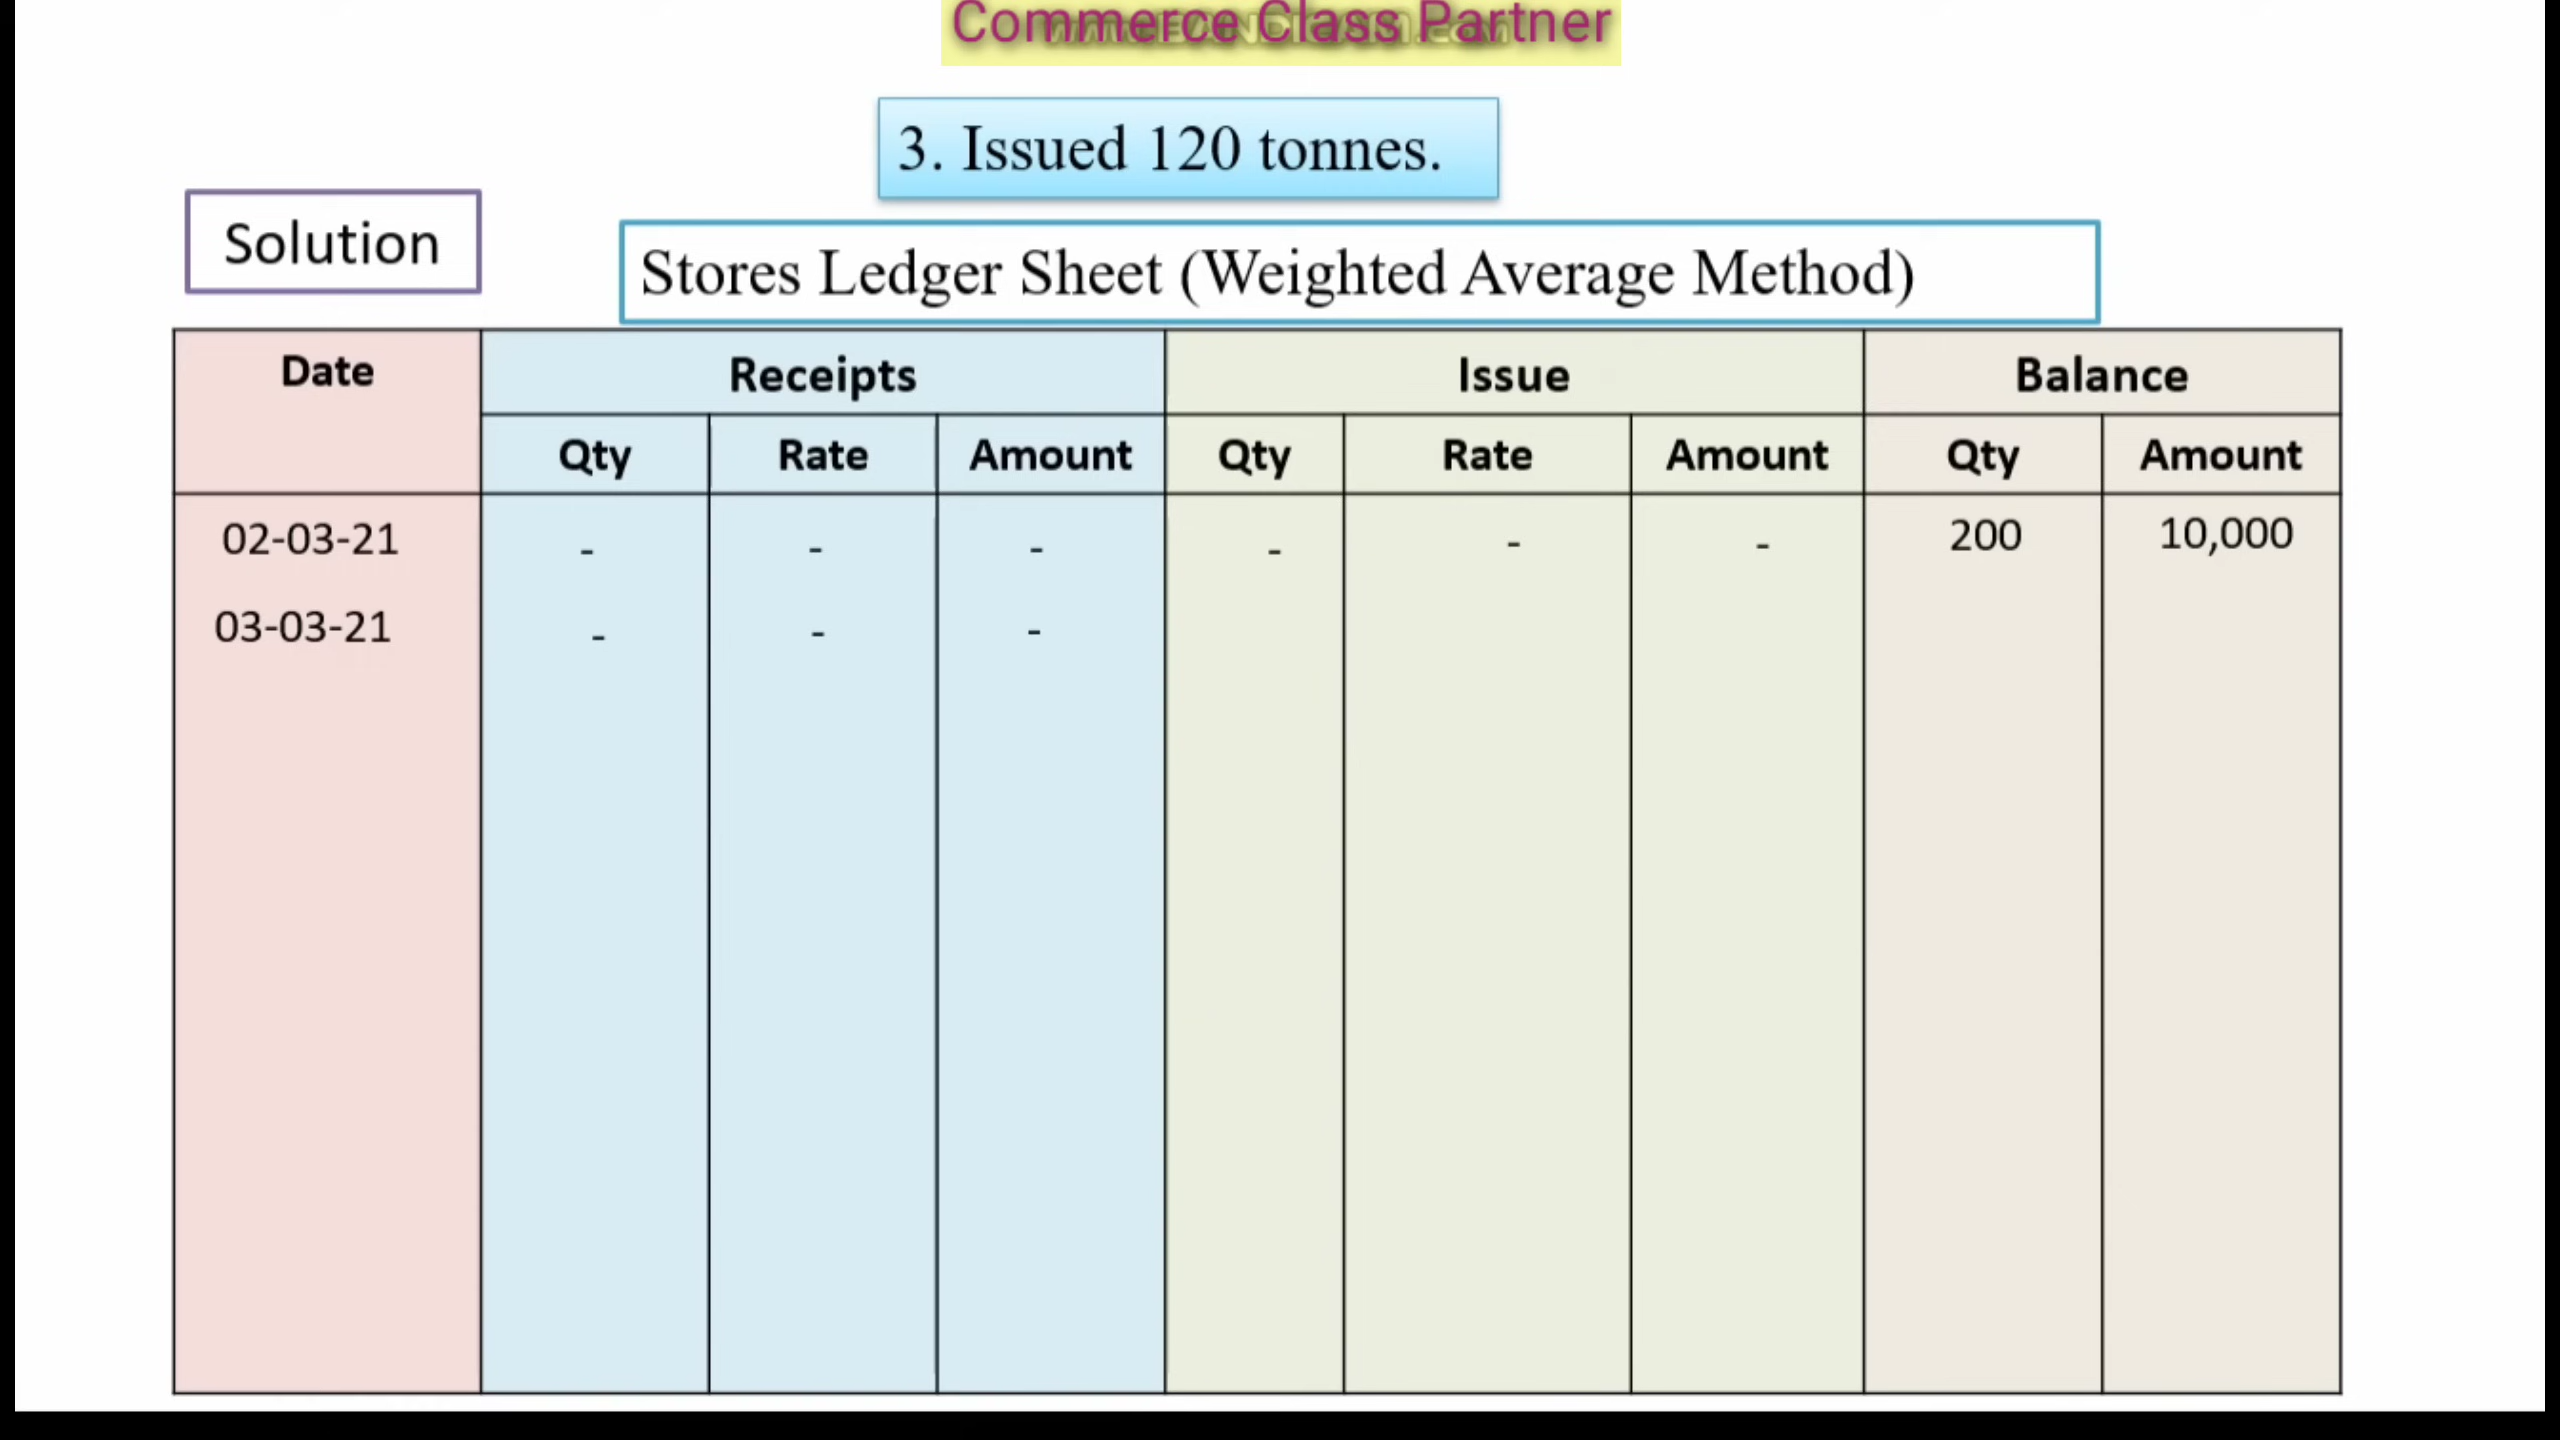 Commerce Class Partner
3. Issued 120 tonnes.
Solution
Stores Ledger Sheet (Weighted Average Method)
Date Receipts Issue Balance
Qty Rate Amount Qty Rate Amount Qty Amount
02-03-21 - - - - - - 200 10,000
03-03-21 - - -